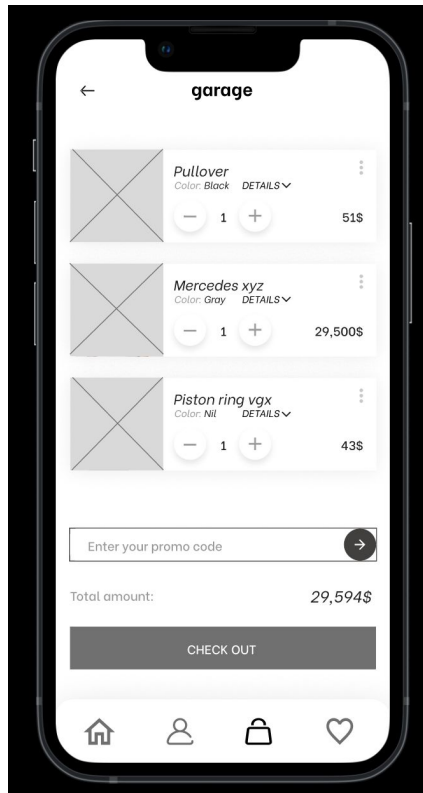 garage
Pullover
Color: Black DETAILS
1 51$
Mercedes xyz
Color: Gray DETAILS
1 29,500$
Piston ring vgx
Color: Nil DETAILS
1 43$
Enter your promo code
Total amount: 29,594$
CHECK OUT